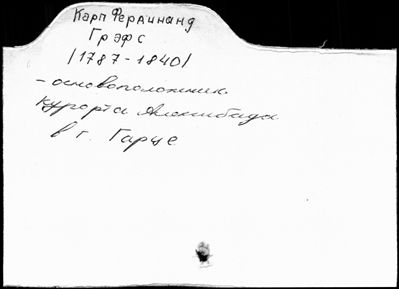 Карл Фердинанд
Грэфе
/1787-1840/
- основоположник
курорта Алексисбада
в г. Гарце